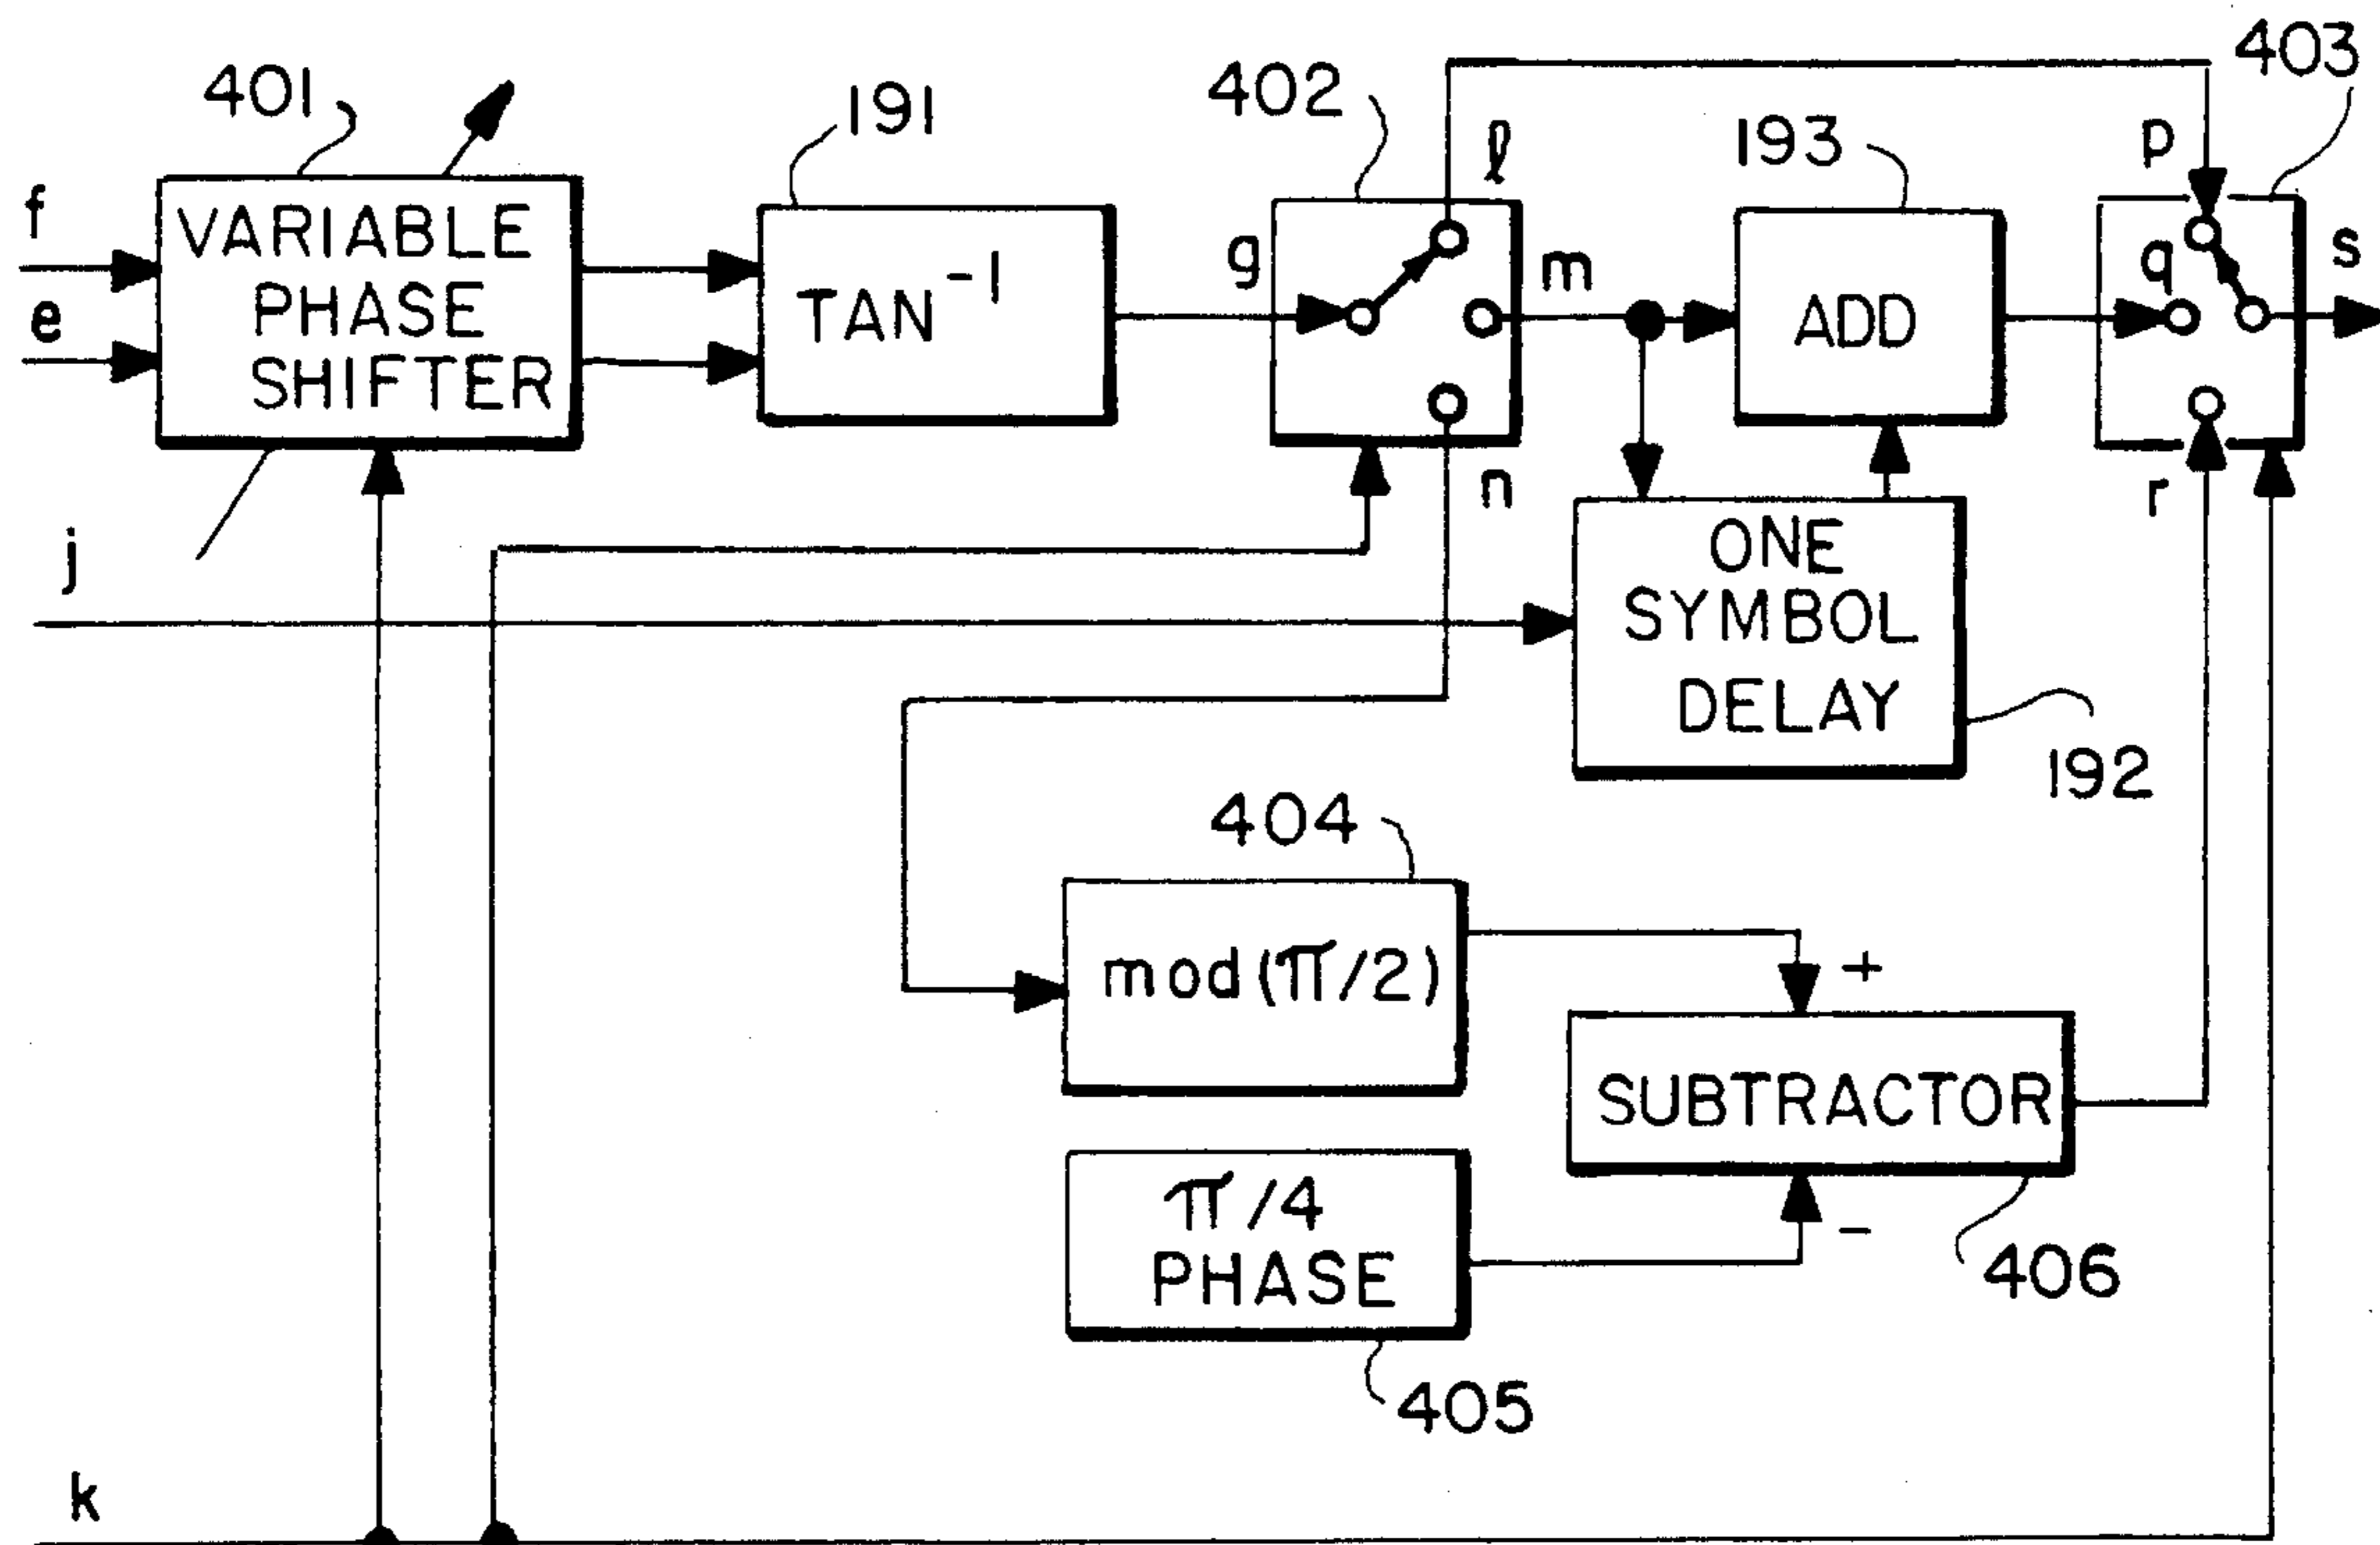 401
191
402
403
193
f
e
VARIABLE
PHASE
SHIFTER
TAN⁻¹
g
ℓ
m
n
ADD
p
q
r
s
j
ONE
SYMBOL
DELAY
192
404
mod(π/2)
+
SUBTRACTOR
-
406
π/4
PHASE
405
k